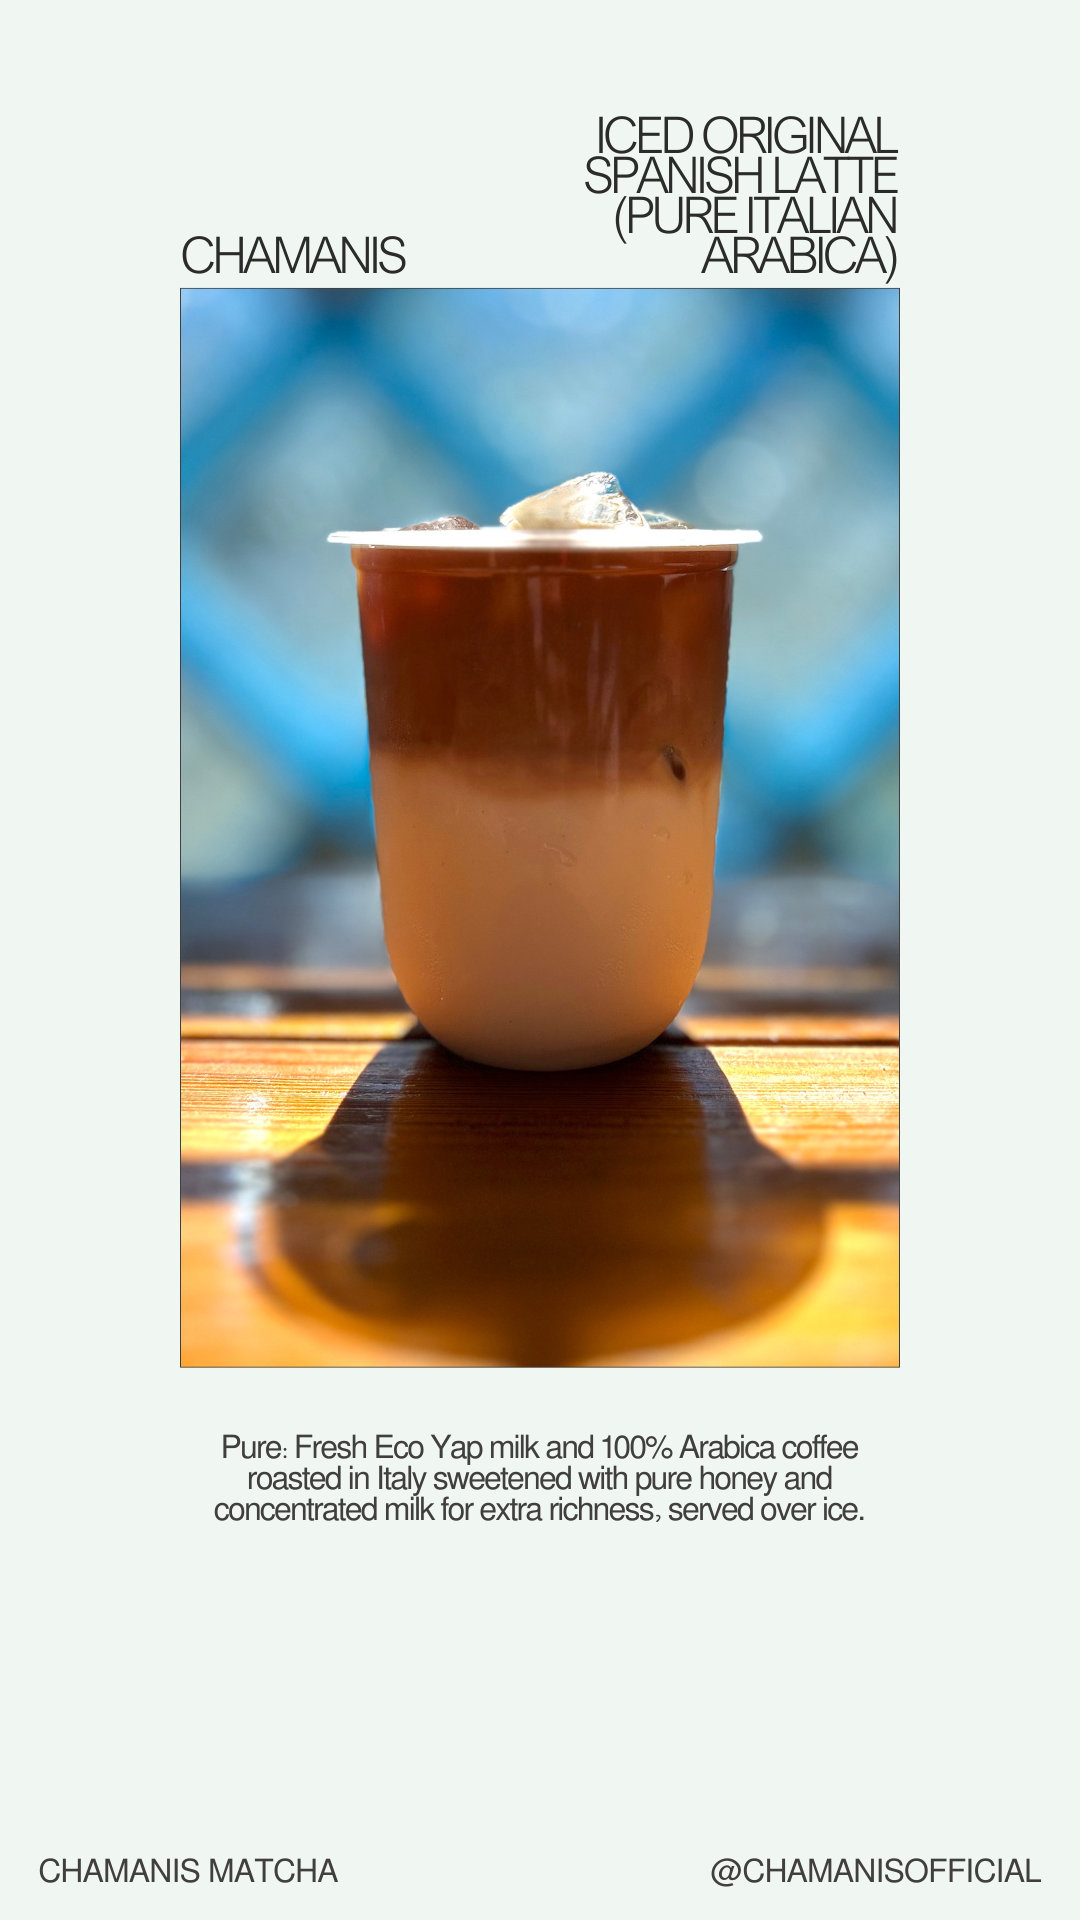 ICED ORIGINAL
SPANISH LATTE
(PURE ITALIAN
ARABICA)
CHAMANIS
Pure: Fresh Eco Yap milk and 100% Arabica coffee
roasted in Italy sweetened with pure honey and
concentrated milk for extra richness, served over ice.
CHAMANIS MATCHA
@CHAMANISOFFICIAL